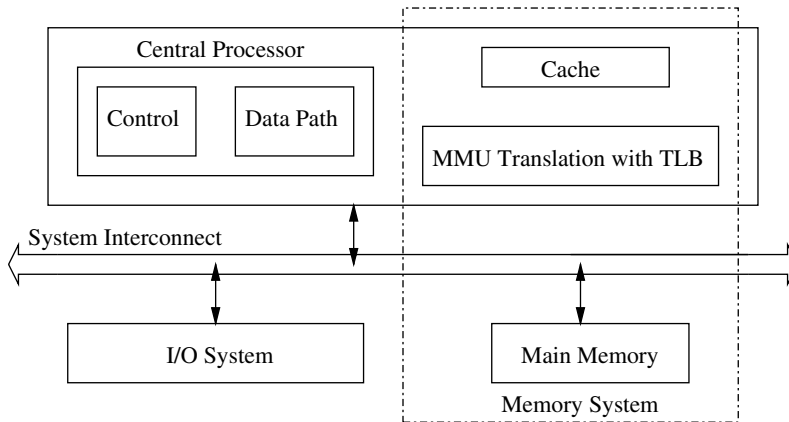 Central Processor
Cache
Control
Data Path
MMU Translation with TLB
System Interconnect
I/O System
Main Memory
Memory System